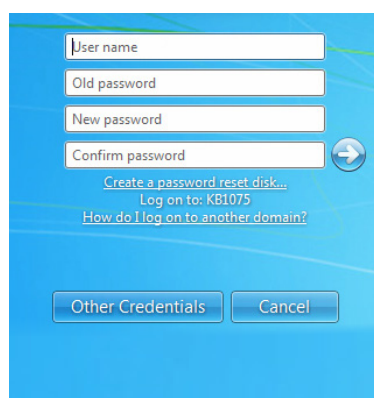 User name
Old password
New password
Confirm password
Create a password reset disk...
Log on to: KB1075
How do I log on to another domain?
Other Credentials
Cancel